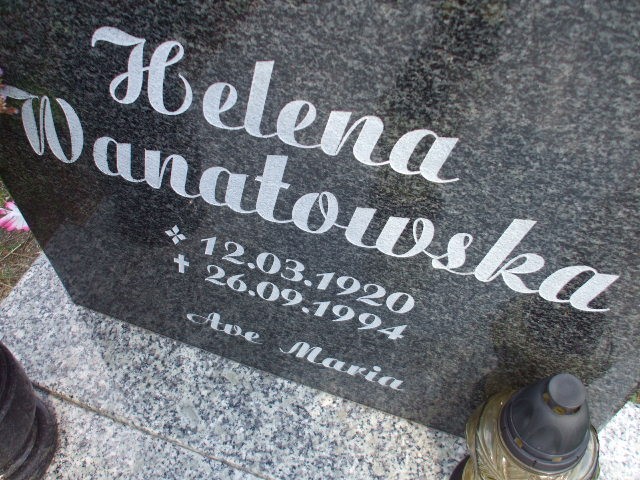 Helena
Wanatowska
12.03.1920
✝ 26.09.1994
Ave Maria